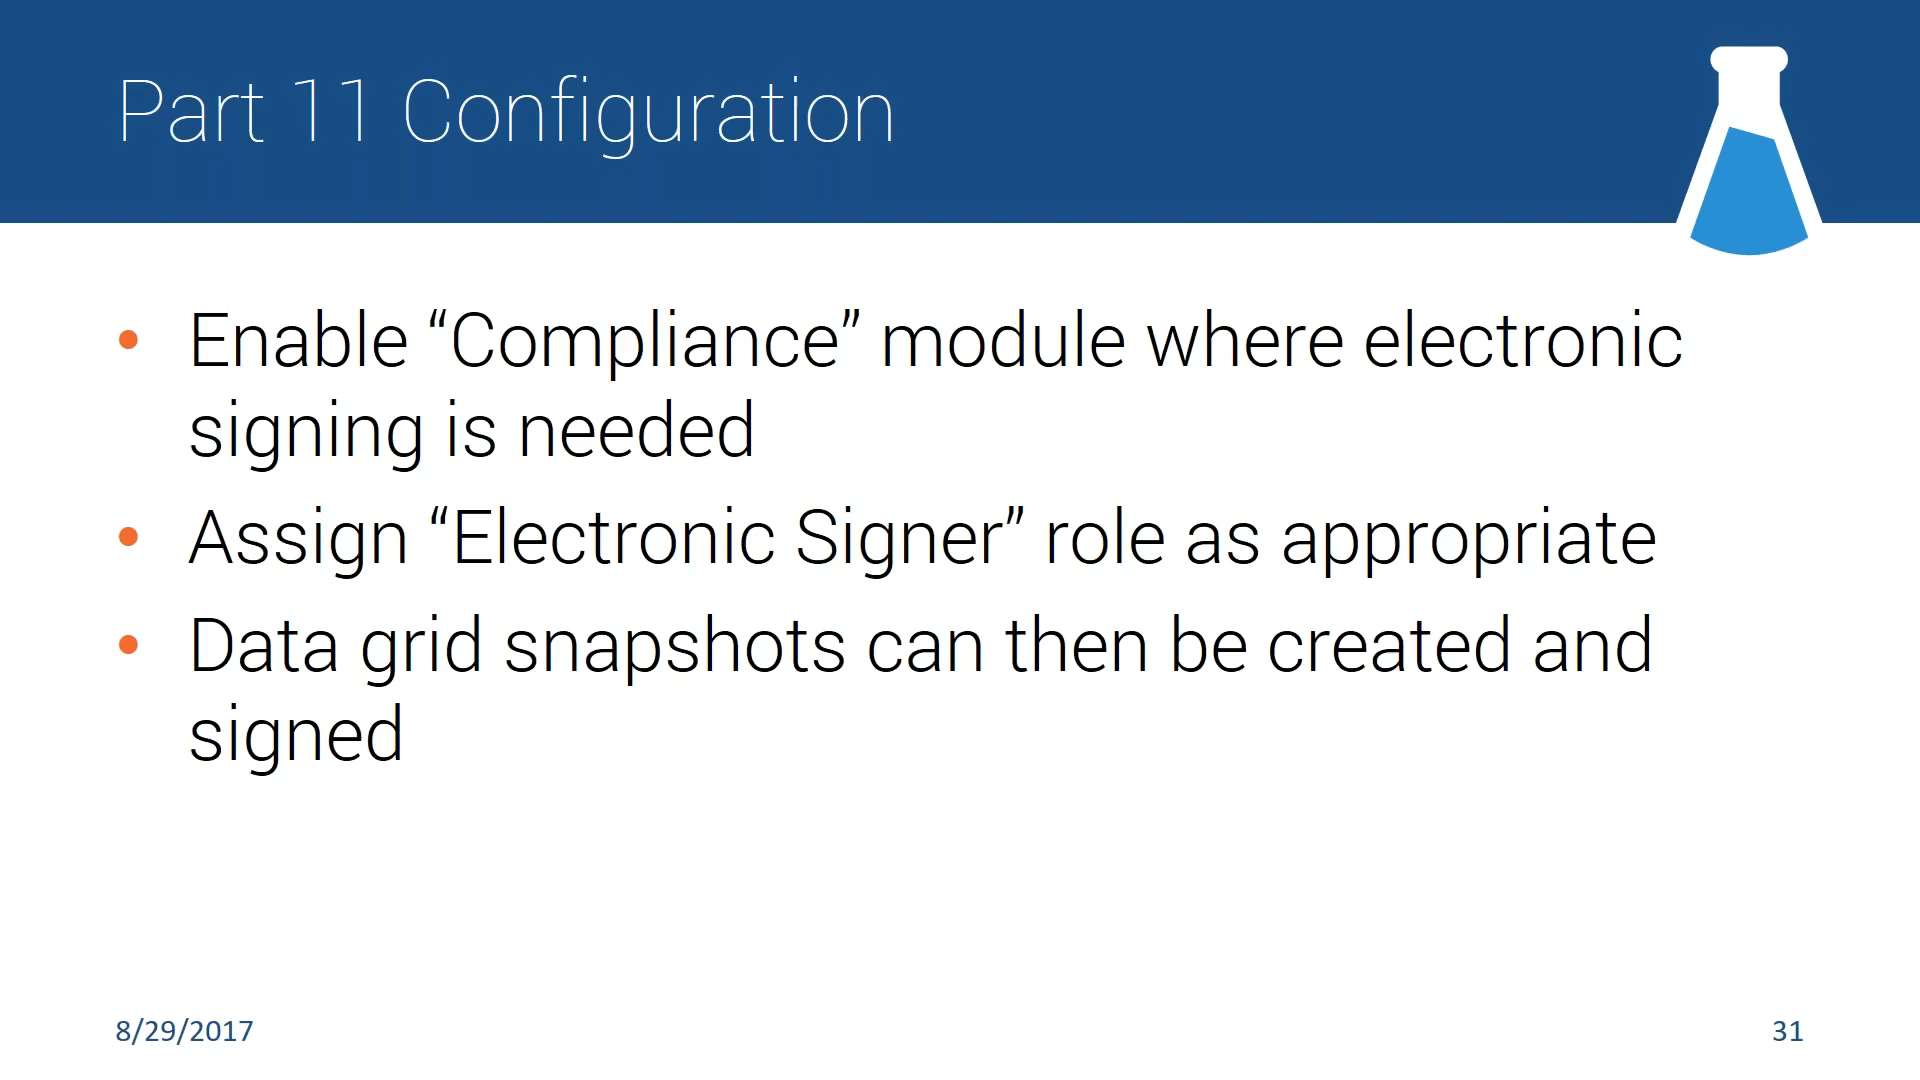 Part 11 Configuration
• Enable “Compliance” module where electronic
signing is needed
• Assign “Electronic Signer” role as appropriate
• Data grid snapshots can then be created and
signed
8/29/2017
31